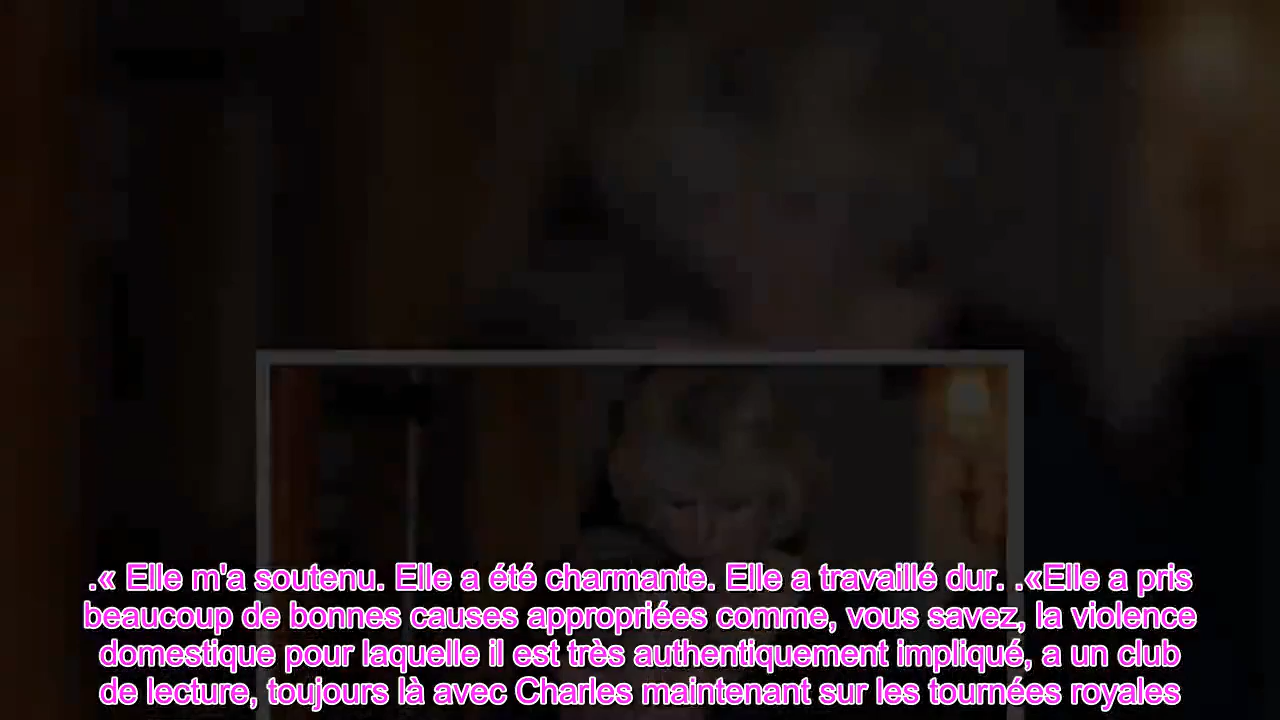 .« Elle m'a soutenu. Elle a été charmante. Elle a travaillé dur. .«Elle a pris
beaucoup de bonnes causes appropriées comme, vous savez, la violence
domestique pour laquelle il est très authentiquement impliqué, a un club
de lecture, toujours là avec Charles maintenant sur les tournées royales